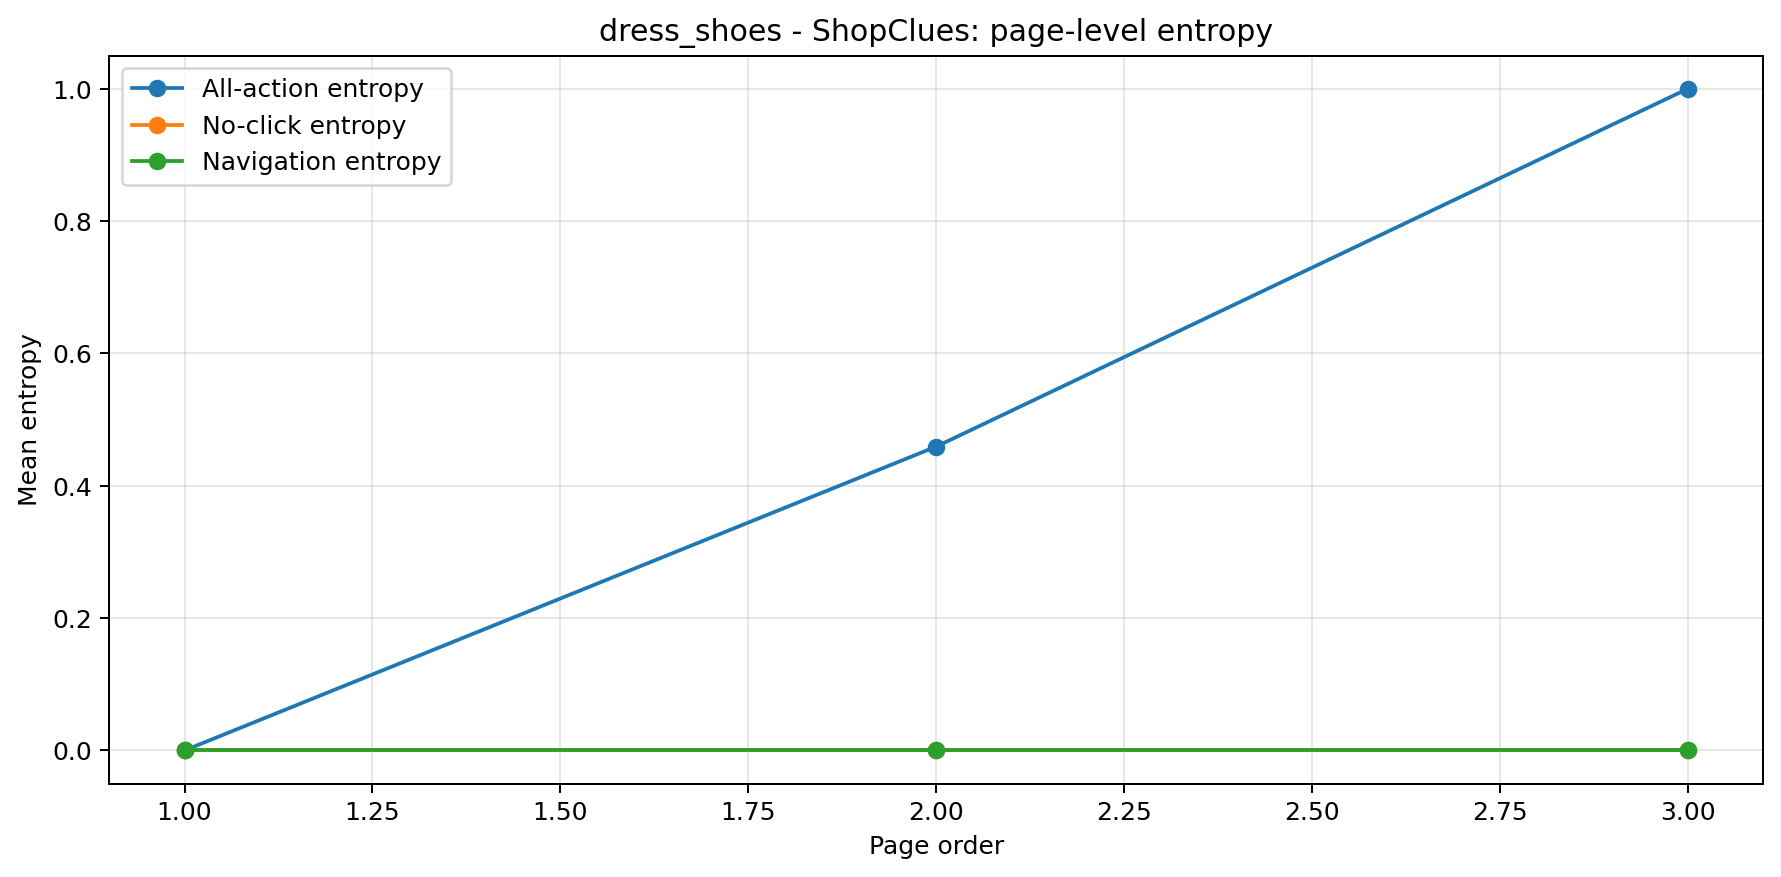 dress_shoes - ShopClues: page-level entropy
All-action entropy
No-click entropy
Navigation entropy
Mean entropy
1.0
0.8
0.6
0.4
0.2
0.0
1.00 1.25 1.50 1.75 2.00 2.25 2.50 2.75 3.00
Page order